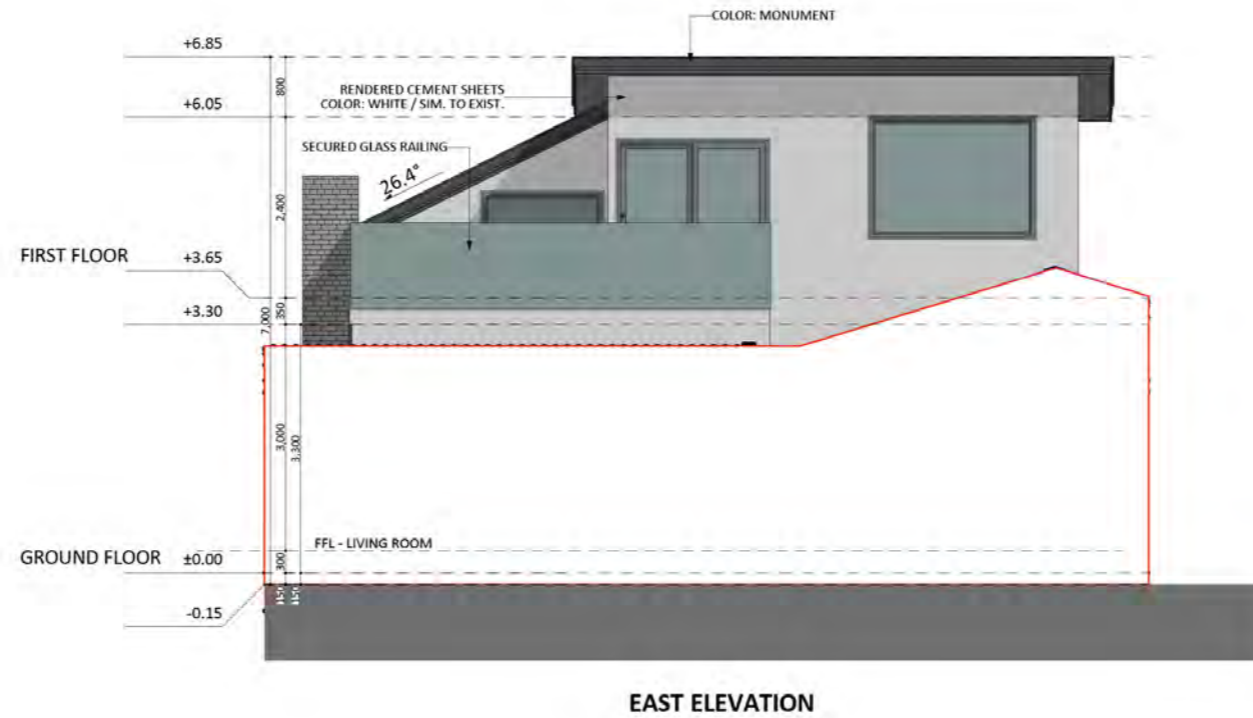 COLOR: MONUMENT
+6.85
800
RENDERED CEMENT SHEETS
COLOR: WHITE / SIM. TO EXIST.
+6.05
SECURED GLASS RAILING
26.4°
2,400
FIRST FLOOR
+3.65
350
+3.30
7,000
3,000
3,300
FFL - LIVING ROOM
GROUND FLOOR
±0.00
300
150
150
-0.15
EAST ELEVATION